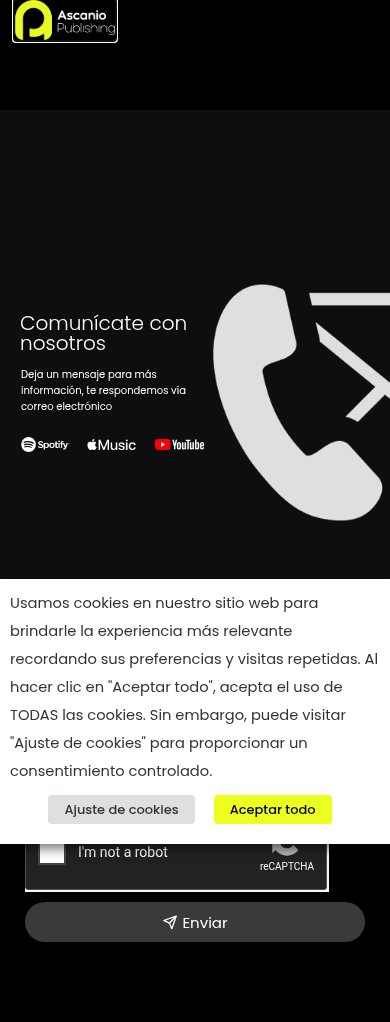 Ascanio
Publishing
Comunícate con
nosotros
Deja un mensaje para más
información, te respondemos vía
correo electrónico
Spotify Music YouTube
Usamos cookies en nuestro sitio web para
brindarle la experiencia más relevante
recordando sus preferencias y visitas repetidas. Al
hacer clic en "Aceptar todo", acepta el uso de
TODAS las cookies. Sin embargo, puede visitar
"Ajuste de cookies" para proporcionar un
consentimiento controlado.
Ajuste de cookies Aceptar todo
I'm not a robot
reCAPTCHA
Enviar